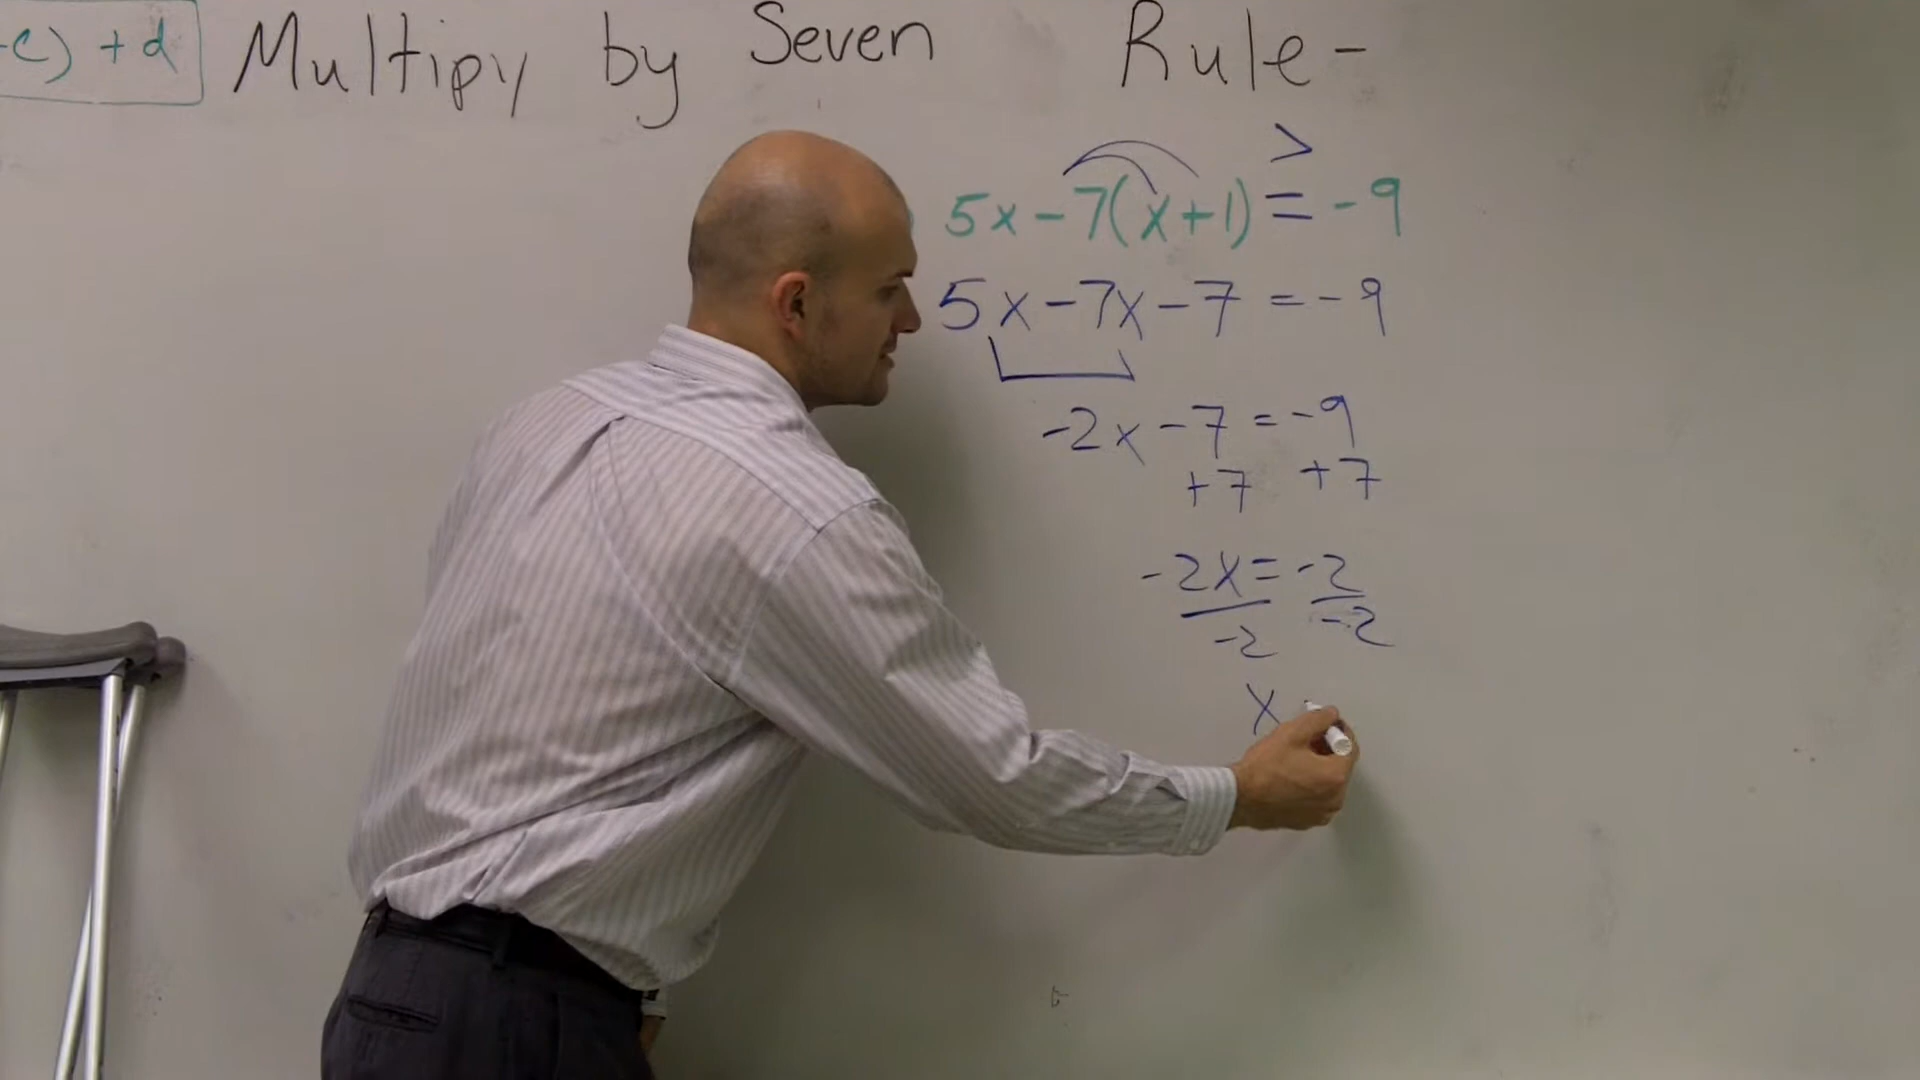 -c) + d
Multipy by Seven Rule -
>
5x - 7(x+1) = -9
5x - 7x - 7 = -9
-2x - 7 = -9
+7 +7
-2x = -2
-2 -2
x